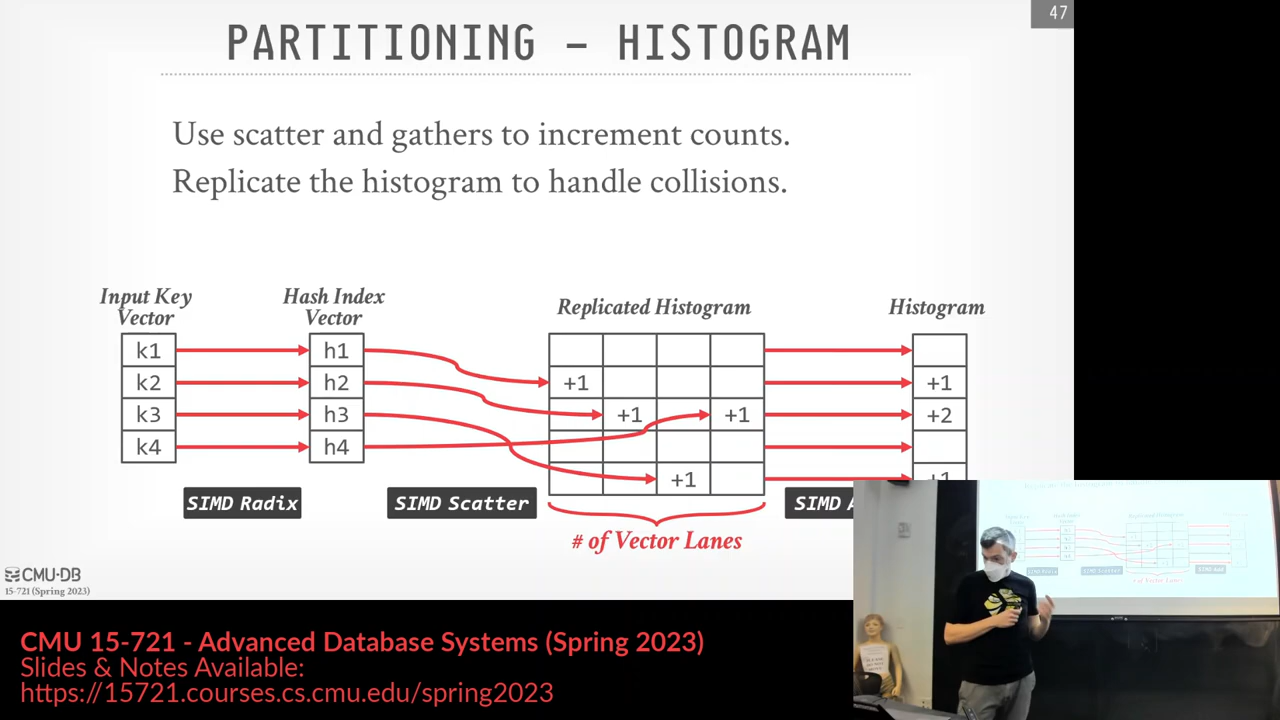 47
PARTITIONING – HISTOGRAM
Use scatter and gathers to increment counts.
Replicate the histogram to handle collisions.
Input Key
Vector
Hash Index
Vector
Replicated Histogram
Histogram
k1
h1
k2
h2
+1
+1
k3
h3
+1
+1
+2
k4
h4
+1
+1
SIMD Radix
SIMD Scatter
SIMD
# of Vector Lanes
CMU-DB
15-721 (Spring 2023)
CMU 15-721 - Advanced Database Systems (Spring 2023)
Slides & Notes Available:
https://15721.courses.cs.cmu.edu/spring2023